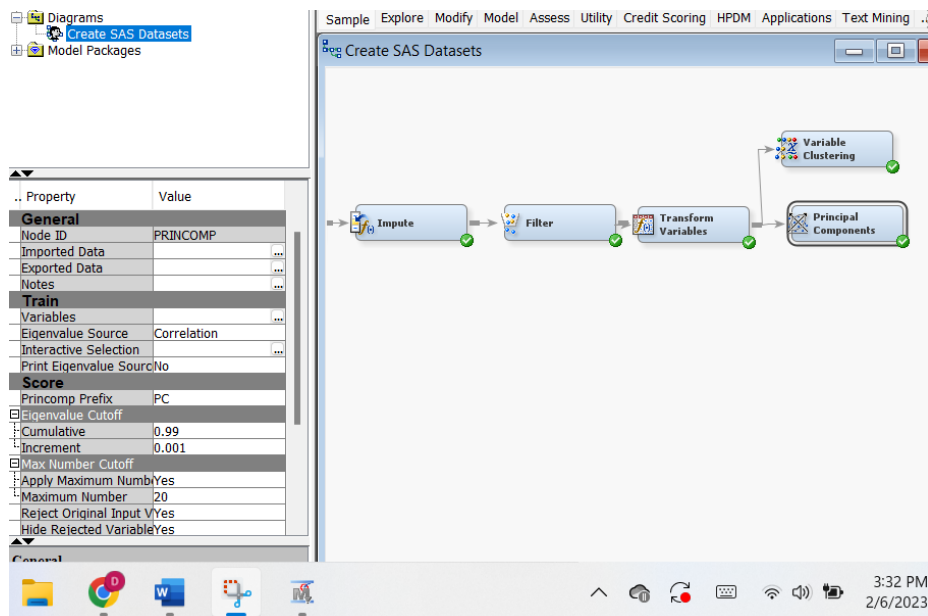 Diagrams
Create SAS Datasets
Model Packages
Sample Explore Modify Model Assess Utility Credit Scoring HPDM Applications Text Mining
Create SAS Datasets
Variable
Clustering
Impute
Filter
Transform
Variables
Principal
Components
.. Property Value
General
Node ID PRINCOMP
Imported Data ...
Exported Data ...
Notes ...
Train
Variables ...
Eigenvalue Source Correlation
Interactive Selection ...
Print Eigenvalue Sourc No
Score
Princomp Prefix PC
Eigenvalue Cutoff
Cumulative 0.99
Increment 0.001
Max Number Cutoff
Apply Maximum Numb Yes
Maximum Number 20
Reject Original Input V Yes
Hide Rejected Variable Yes
General
3:32 PM
2/6/2023